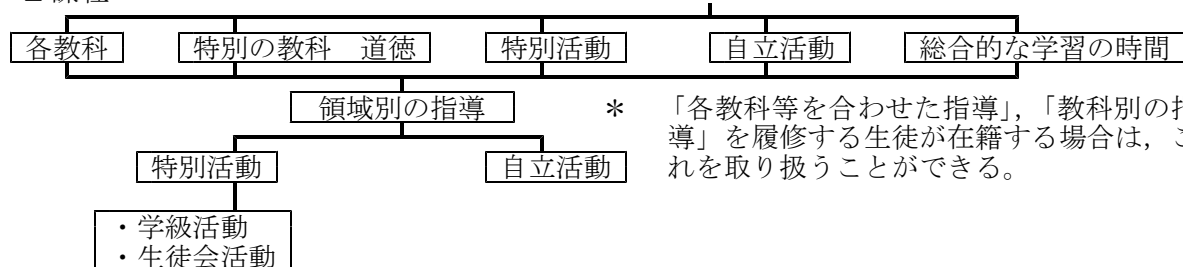 各教科 特別の教科 道徳 特別活動 自立活動 総合的な学習の時間
領域別の指導
＊ 「各教科等を合わせた指導」，「教科別の指
導」を履修する生徒が在籍する場合は，こ
れを取り扱うことができる。
特別活動 自立活動
・学級活動
・生徒会活動